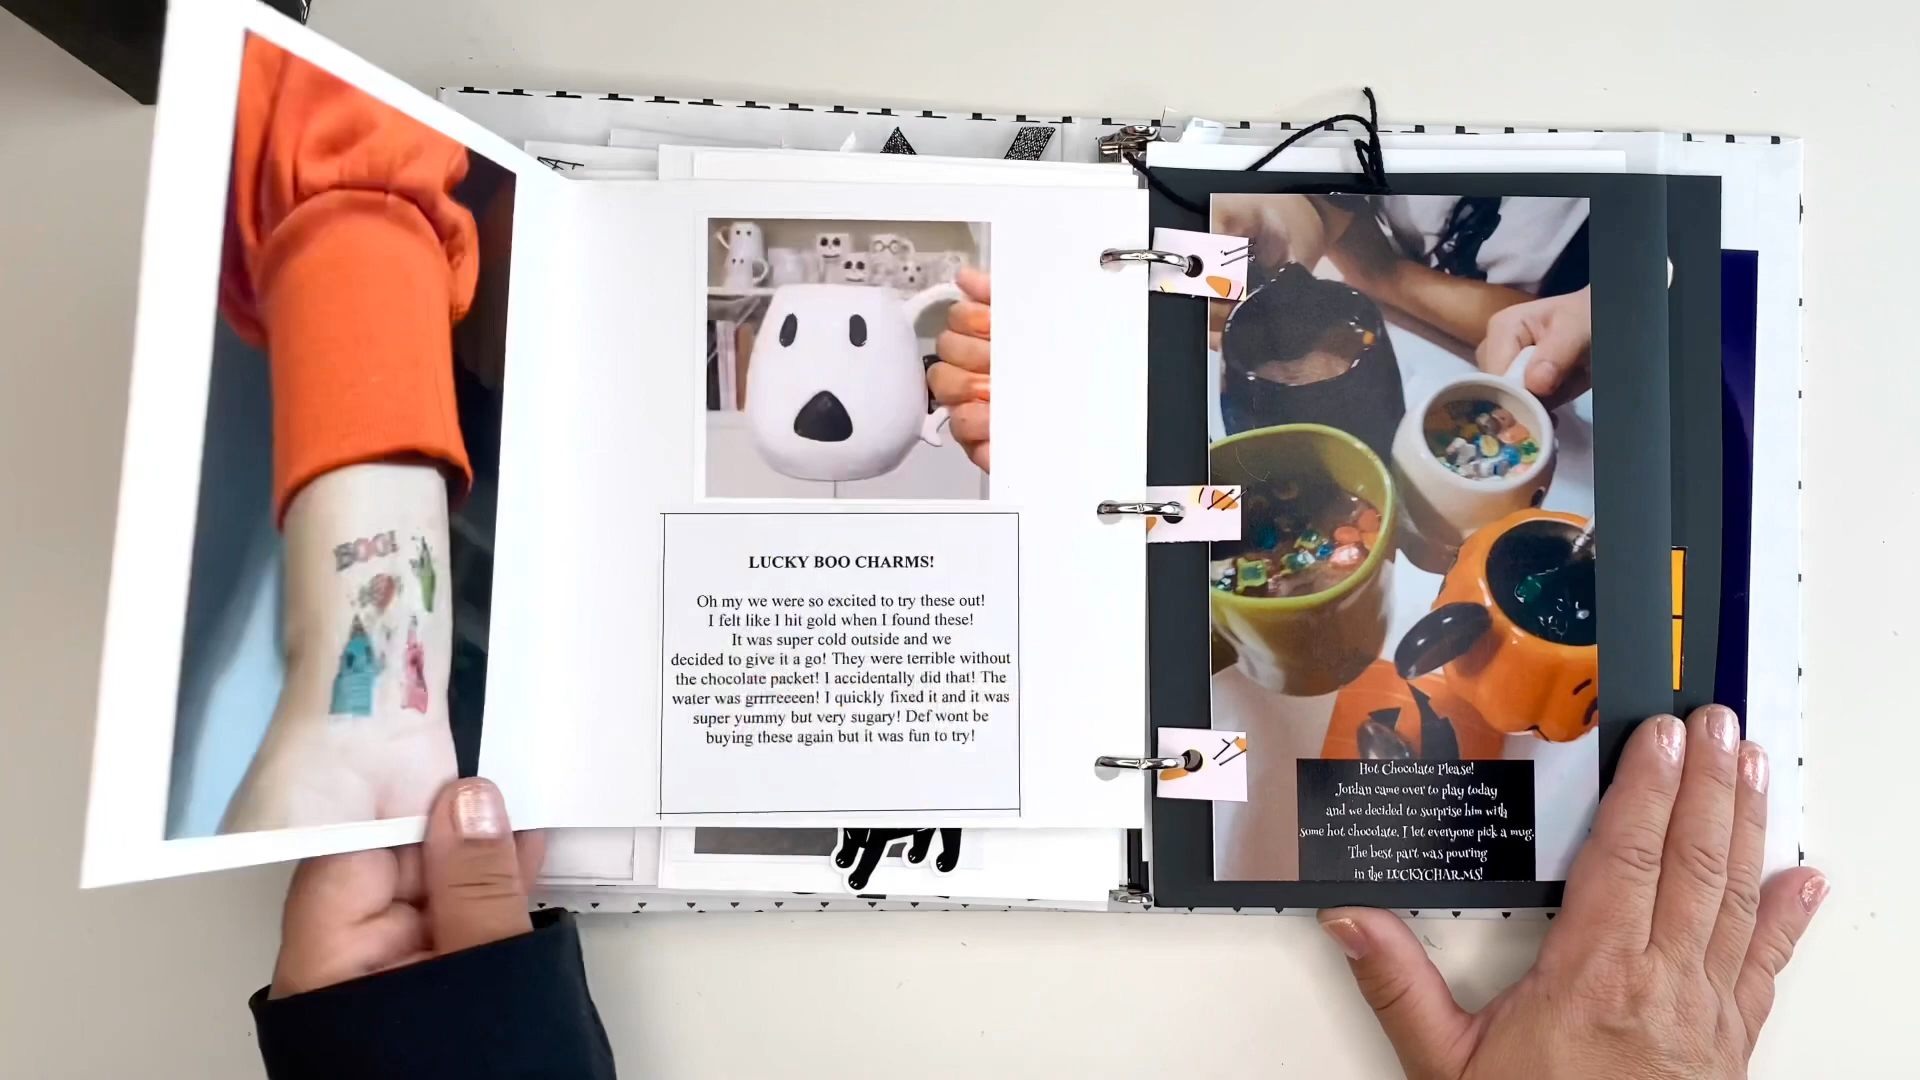 BOO!
LUCKY BOO CHARMS!
Oh my we were so excited to try these out!
I felt like I hit gold when I found these!
It was super cold outside and we
decided to give it a go! They were terrible without
the chocolate packet! I accidentally did that! The
water was grrrreeeen! I quickly fixed it and it was
super yummy but very sugary! Def wont be
buying these again but it was fun to try!
Hot Chocolate Please!
Jordan came over to play today
and we decided to surprise him with
some hot chocolate. I let everyone pick a mug.
The best part was pouring
in the LUCKYCHARMS!